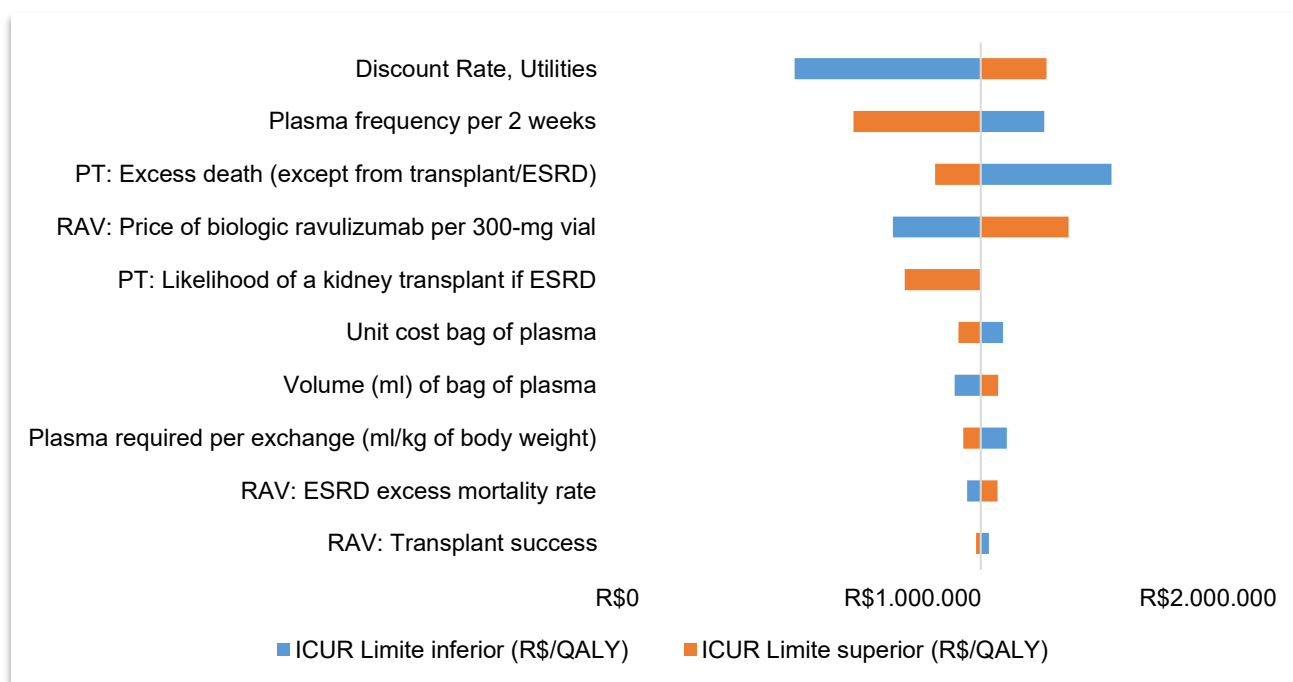 Discount Rate, Utilities
Plasma frequency per 2 weeks
PT: Excess death (except from transplant/ESRD)
RAV: Price of biologic ravulizumab per 300-mg vial
PT: Likelihood of a kidney transplant if ESRD
Unit cost bag of plasma
Volume (ml) of bag of plasma
Plasma required per exchange (ml/kg of body weight)
RAV: ESRD excess mortality rate
RAV: Transplant success
R$0 R$1.000.000 R$2.000.000
ICUR Limite inferior (R$/QALY) ICUR Limite superior (R$/QALY)